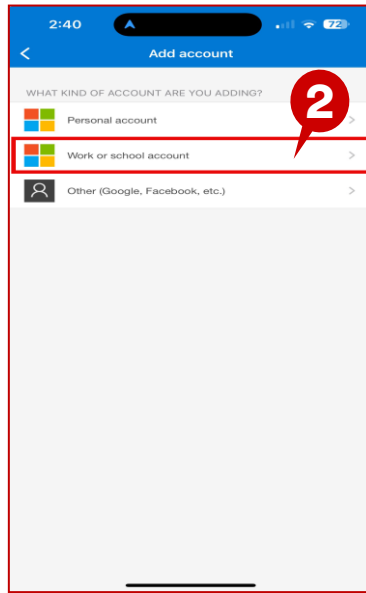 2:40
72
Add account
WHAT KIND OF ACCOUNT ARE YOU ADDING?
2
Personal account
Work or school account
Other (Google, Facebook, etc.)